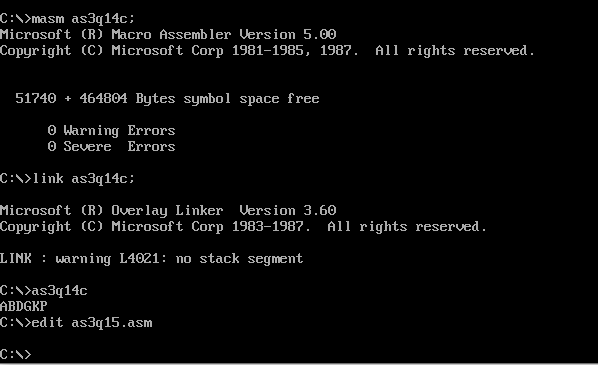 C:\>masm as3q14c;
Microsoft (R) Macro Assembler Version 5.00
Copyright (C) Microsoft Corp 1981-1985, 1987.  All rights reserved.
51740 + 464804 Bytes symbol space free
0 Warning Errors
0 Severe  Errors
C:\>link as3q14c;
Microsoft (R) Overlay Linker  Version 3.60
Copyright (C) Microsoft Corp 1983-1987.  All rights reserved.
LINK : warning L4021: no stack segment
C:\>as3q14c
ABDGKP
C:\>edit as3q15.asm
C:\>